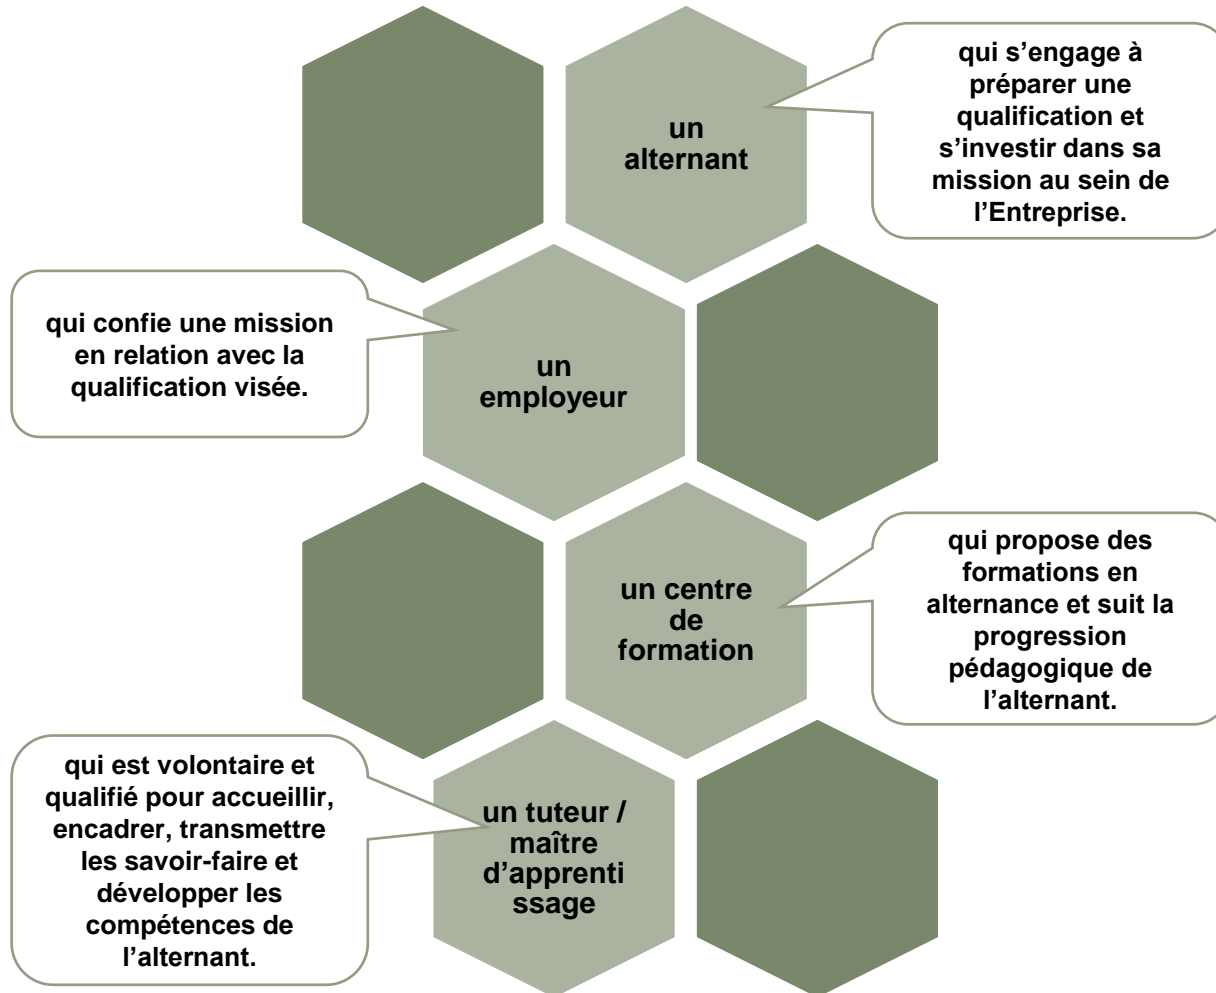 un
alternant
qui s’engage à
préparer une
qualification et
s’investir dans sa
mission au sein de
l’Entreprise.
qui confie une mission
en relation avec la
qualification visée.
un
employeur
un centre
de
formation
qui propose des
formations en
alternance et suit la
progression
pédagogique de
l’alternant.
qui est volontaire et
qualifié pour accueillir,
encadrer, transmettre
les savoir-faire et
développer les
compétences de
l’alternant.
un tuteur /
maître
d’apprenti
ssage